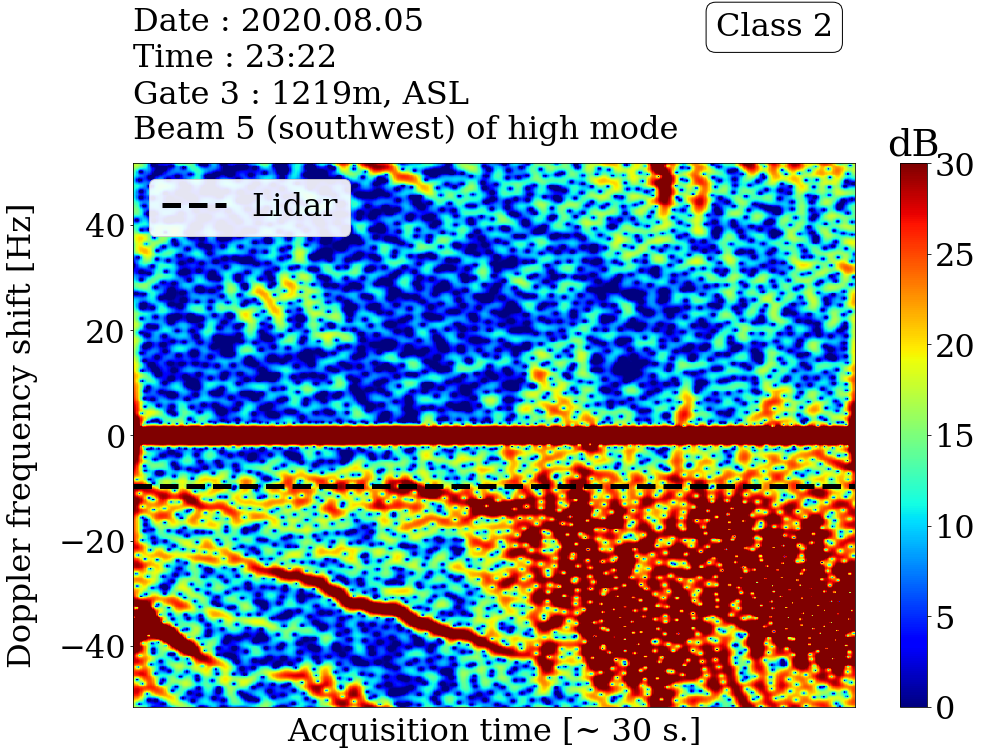 Date : 2020.08.05
Time : 23:22
Gate 3 : 1219m, ASL
Beam 5 (southwest) of high mode
Class 2
dB
Lidar
Doppler frequency shift [Hz]
40
20
0
−20
−40
30
25
20
15
10
5
0
Acquisition time [~ 30 s.]